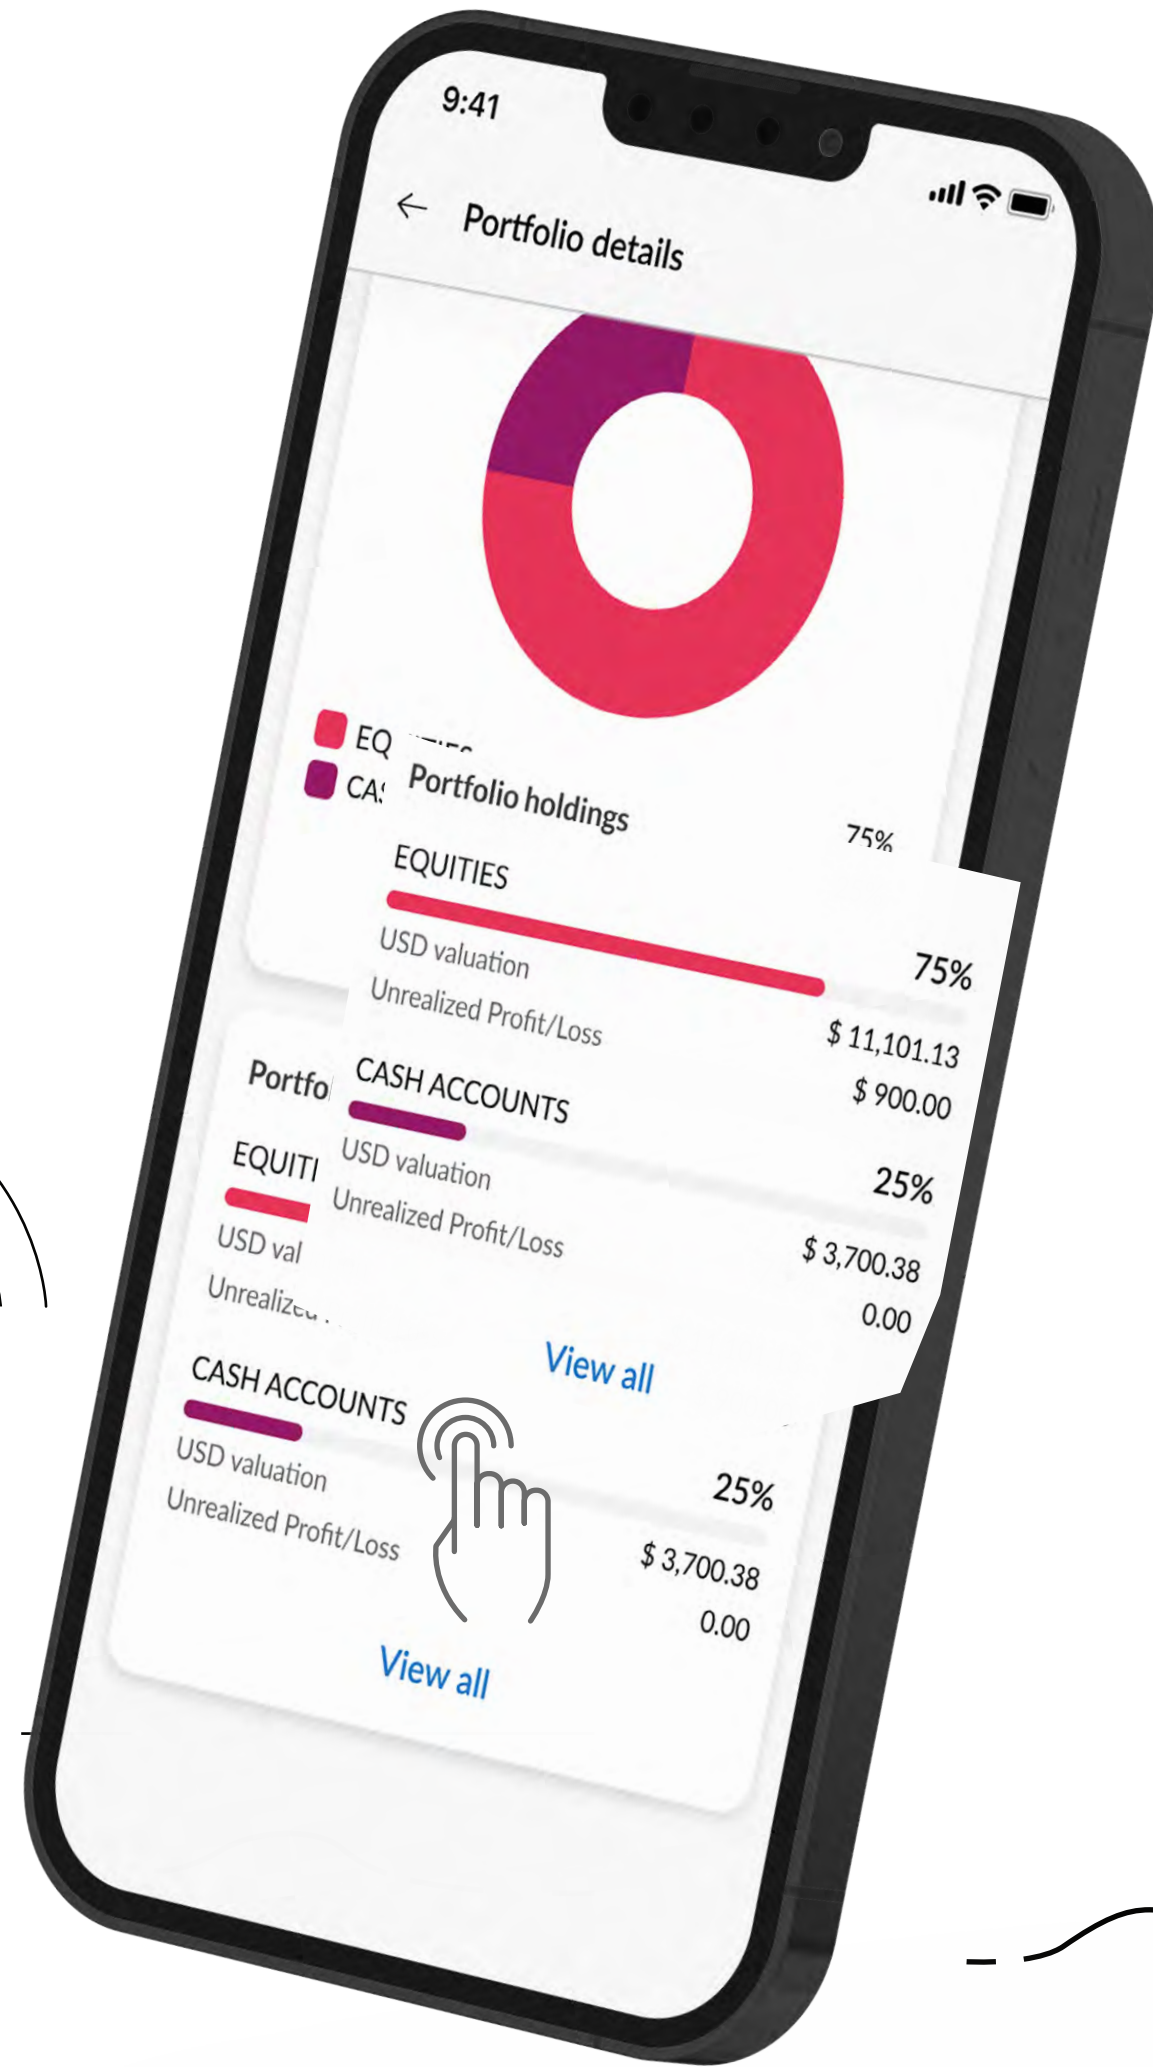 9:41
Portfolio details
EQ
75%
Portfolio holdings
EQUITIES
75%
USD valuation
$ 11,101.13
Unrealized Profit/Loss
$ 900.00
CASH ACCOUNTS
25%
USD valuation
$ 3,700.38
Unrealized Profit/Loss
0.00
View all
Portfo
EQUITI
USD val
CASH ACCOUNTS
25%
USD valuation
$ 3,700.38
Unrealized Profit/Loss
0.00
View all